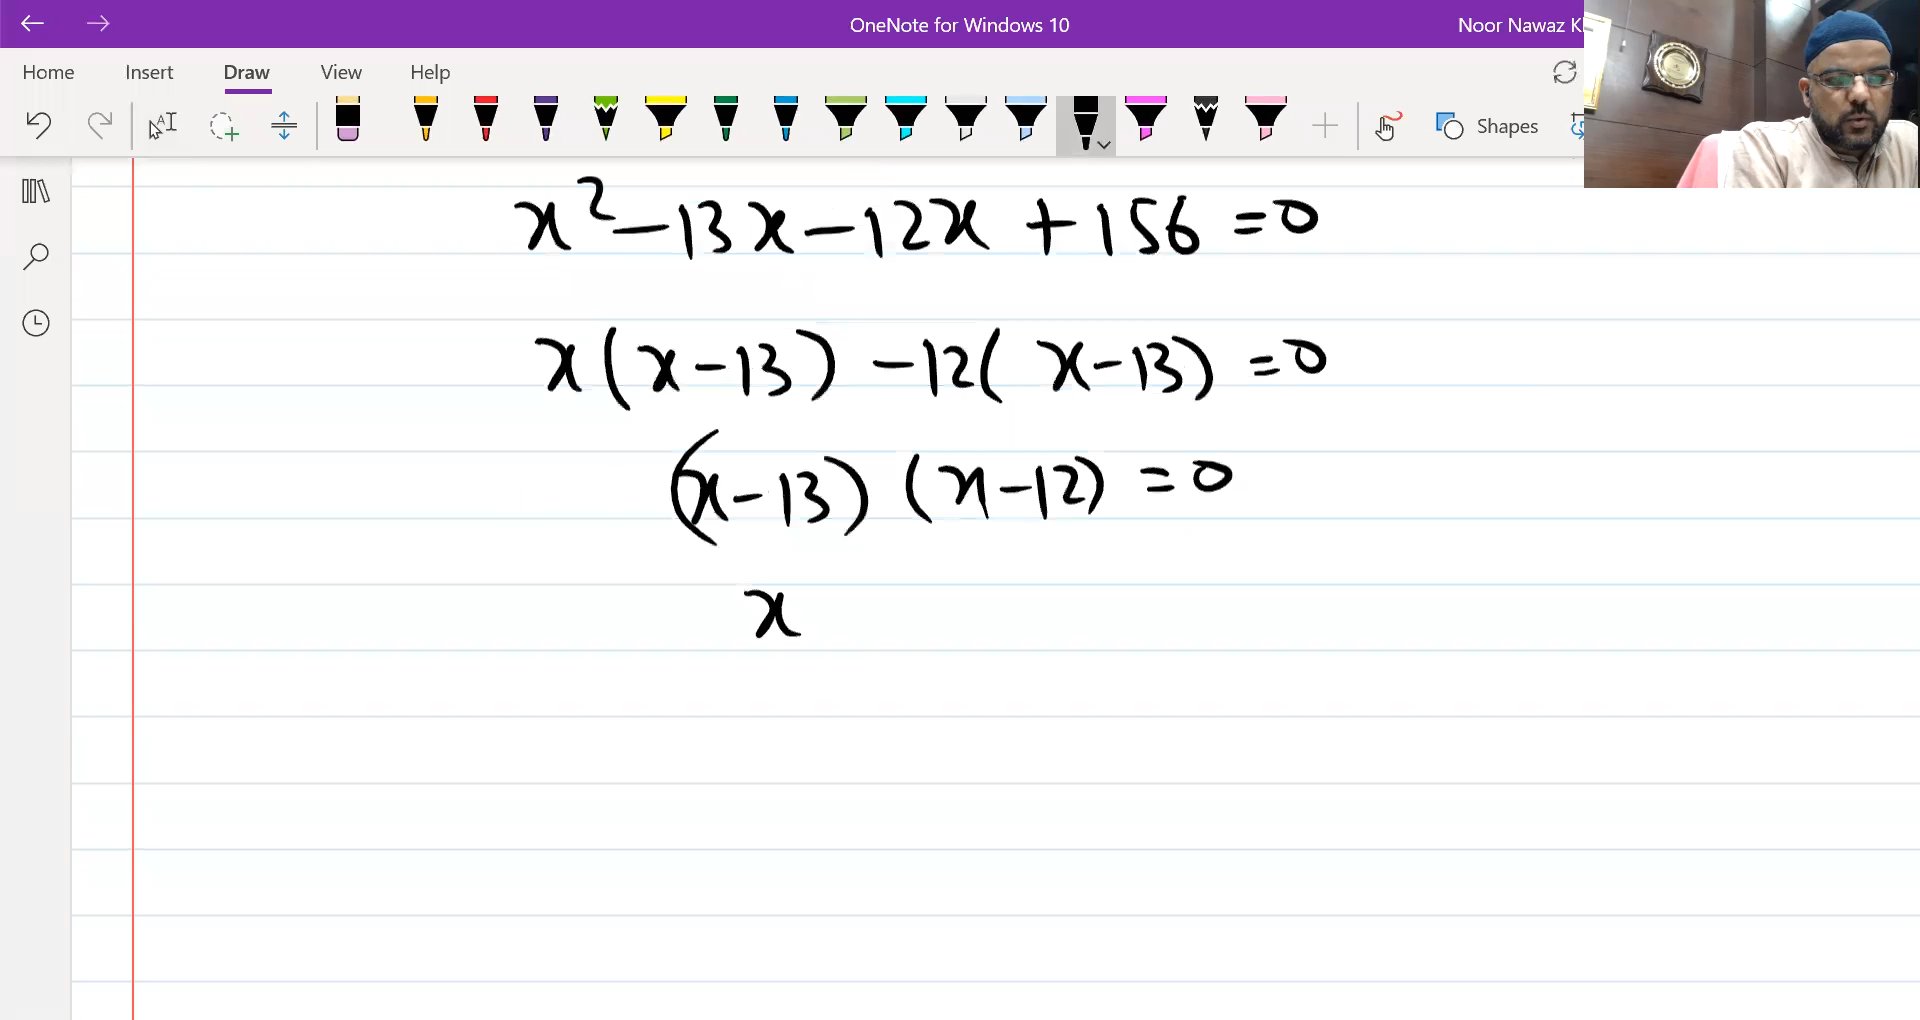 OneNote for Windows 10
Noor Nawaz K
Home Insert Draw View Help
Shapes
x² - 13x - 12x + 156 = 0
x(x - 13) - 12(x - 13) = 0
(x - 13) (x - 12) = 0
x